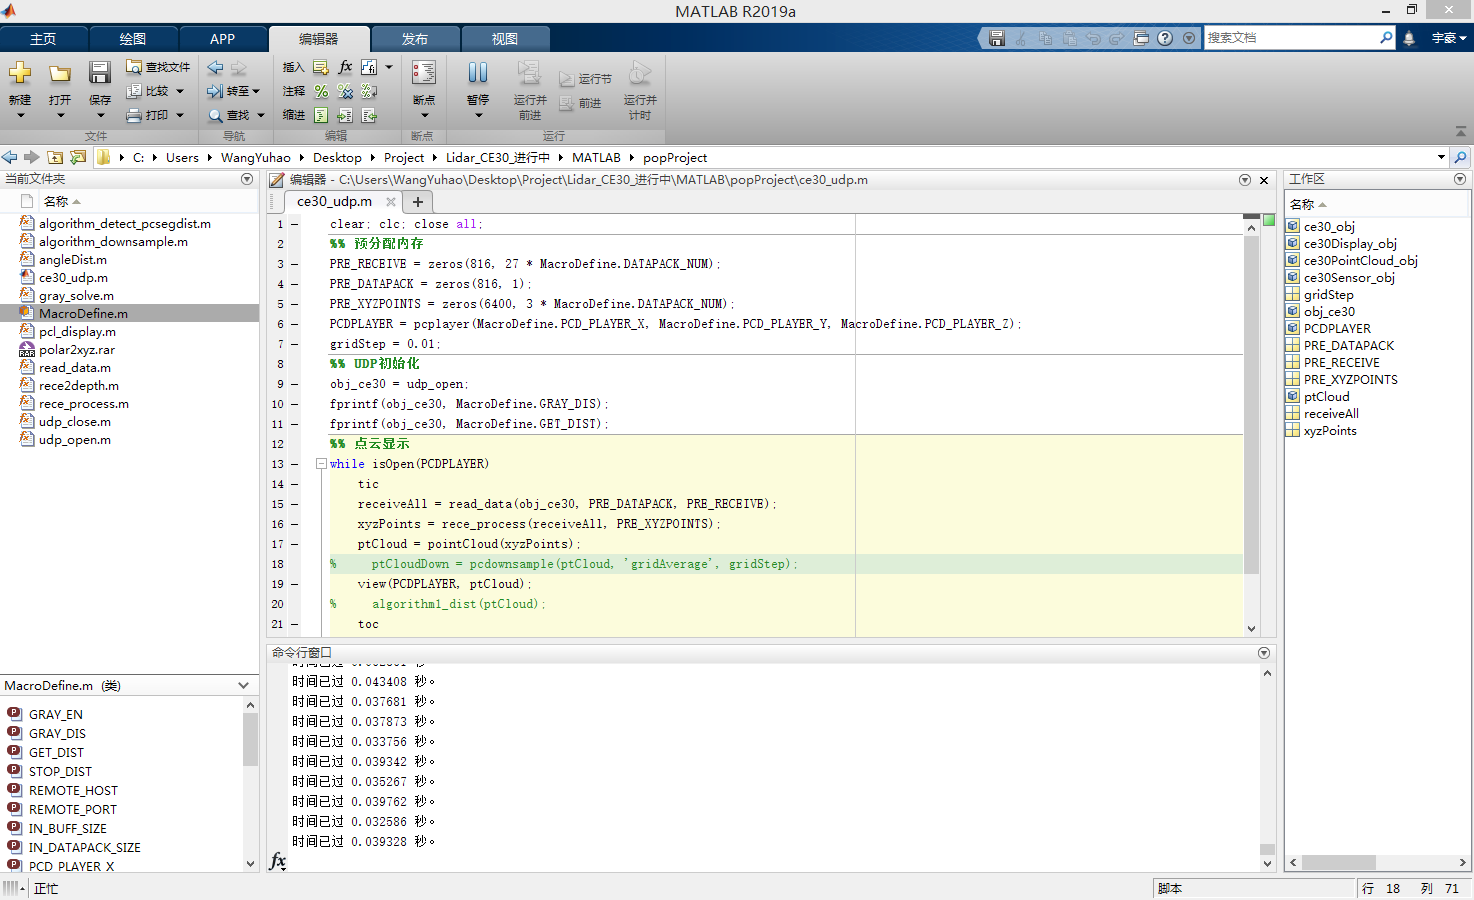 MATLAB R2019a
主页 绘图 APP 编辑器 发布 视图
搜索文档
宇豪
新建 打开 保存
查找文件
比较
打印
转至
查找
插入 fx
注释
缩进
断点
暂停
运行并
前进
运行节
前进
运行并
计时
文件 导航 编辑 断点 运行
C: Users WangYuhao Desktop Project Lidar_CE30_进行中 MATLAB popProject
当前文件夹
名称
algorithm_detect_pcsegdist.m
algorithm_downsample.m
angleDist.m
ce30_udp.m
gray_solve.m
MacroDefine.m
pcl_display.m
polar2xyz.rar
read_data.m
rece2depth.m
rece_process.m
udp_close.m
udp_open.m
MacroDefine.m (类)
GRAY_EN
GRAY_DIS
GET_DIST
STOP_DIST
REMOTE_HOST
REMOTE_PORT
IN_BUFF_SIZE
IN_DATAPACK_SIZE
PCD_PLAYER_X
编辑器 - C:\Users\WangYuhao\Desktop\Project\Lidar_CE30_进行中\MATLAB\popProject\ce30_udp.m
ce30_udp.m
1 clear; clc; close all;
2 %% 预分配内存
3 PRE_RECEIVE = zeros(816, 27 * MacroDefine.DATAPACK_NUM);
4 PRE_DATAPACK = zeros(816, 1);
5 PRE_XYZPOINTS = zeros(6400, 3 * MacroDefine.DATAPACK_NUM);
6 PCDPLAYER = pcplayer(MacroDefine.PCD_PLAYER_X, MacroDefine.PCD_PLAYER_Y, MacroDefine.PCD_PLAYER_Z);
7 gridStep = 0.01;
8 %% UDP初始化
9 obj_ce30 = udp_open;
10 fprintf(obj_ce30, MacroDefine.GRAY_DIS);
11 fprintf(obj_ce30, MacroDefine.GET_DIST);
12 %% 点云显示
13 while isOpen(PCDPLAYER)
14 tic
15 receiveAll = read_data(obj_ce30, PRE_DATAPACK, PRE_RECEIVE);
16 xyzPoints = rece_process(receiveAll, PRE_XYZPOINTS);
17 ptCloud = pointCloud(xyzPoints);
18 % ptCloudDown = pcdownsample(ptCloud, 'gridAverage', gridStep);
19 view(PCDPLAYER, ptCloud);
20 % algorithm1_dist(ptCloud);
21 toc
命令行窗口
时间已过 0.043408 秒。
时间已过 0.037681 秒。
时间已过 0.037873 秒。
时间已过 0.033756 秒。
时间已过 0.039342 秒。
时间已过 0.035267 秒。
时间已过 0.039762 秒。
时间已过 0.032586 秒。
时间已过 0.039328 秒。
fx
工作区
名称
ce30_obj
ce30Display_obj
ce30PointCloud_obj
ce30Sensor_obj
gridStep
obj_ce30
PCDPLAYER
PRE_DATAPACK
PRE_RECEIVE
PRE_XYZPOINTS
ptCloud
receiveAll
xyzPoints
正忙
脚本
行 18 列 71